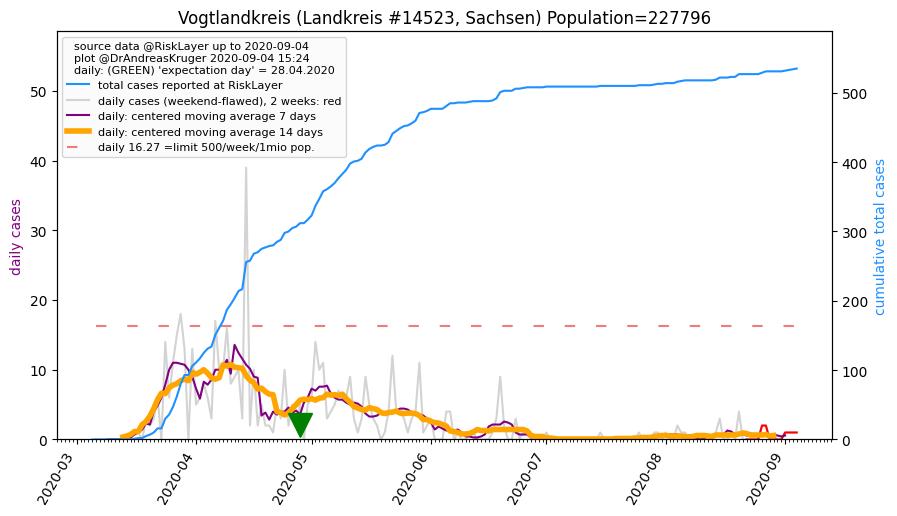 Vogtlandkreis (Landkreis #14523, Sachsen) Population=227796
source data @RiskLayer up to 2020-09-04
plot @DrAndreasKruger 2020-09-04 15:24
daily: (GREEN) 'expectation day' = 28.04.2020
total cases reported at RiskLayer
daily cases (weekend-flawed), 2 weeks: red
daily: centered moving average 7 days
daily: centered moving average 14 days
daily 16.27 =limit 500/week/1mio pop.
daily cases
50
40
30
20
10
0
cumulative total cases
500
400
300
200
100
0
2020-03
2020-04
2020-05
2020-06
2020-07
2020-08
2020-09